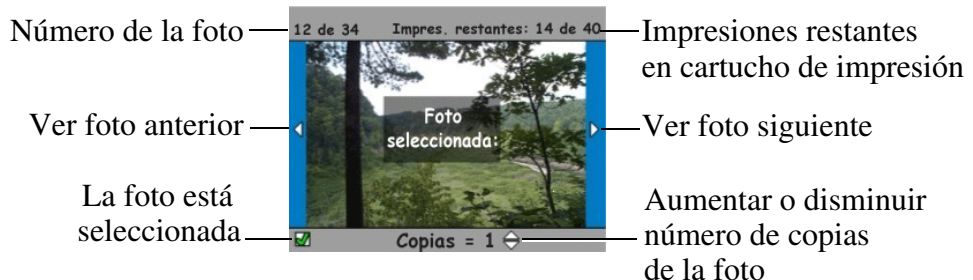 Número de la foto
12 de 34
Impres. restantes: 14 de 40
Impresiones restantes
en cartucho de impresión
Ver foto anterior
Foto
seleccionada:
Ver foto siguiente
La foto está
seleccionada
Copias = 1
Aumentar o disminuir
número de copias
de la foto